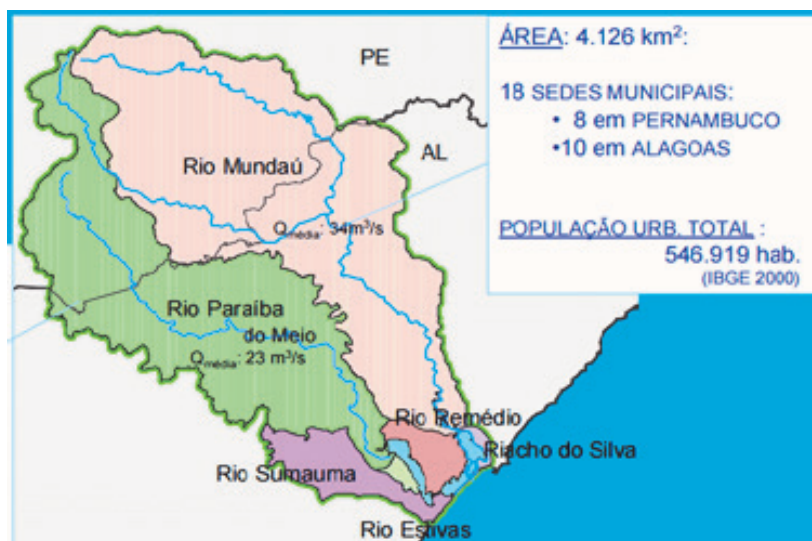 PE
AL
Rio Mundaú
Qmédia: 34m³/s
Rio Paraíba
do Meio
Qmédia: 23 m³/s
Rio Remédio
Riacho do Silva
Rio Sumauma
Rio Estivas
ÁREA: 4.126 km²:
18 SEDES MUNICIPAIS:
• 8 em PERNAMBUCO
•10 em ALAGOAS
POPULAÇÃO URB. TOTAL :
546.919 hab.
(IBGE 2000)